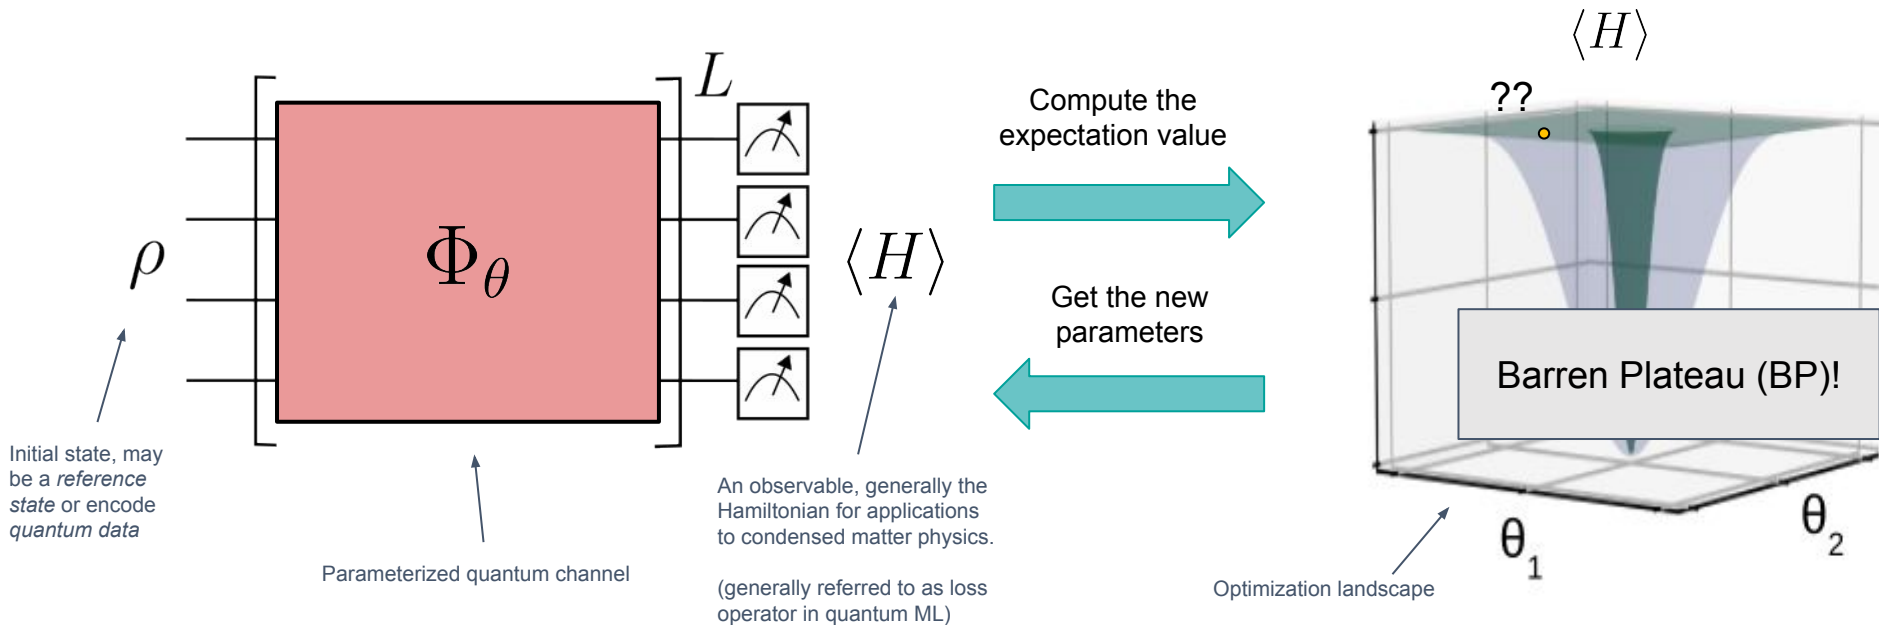 ρ
Φ_θ
L
⟨H⟩
Initial state, may
be a reference
state or encode
quantum data
Parameterized quantum channel
An observable, generally the
Hamiltonian for applications
to condensed matter physics.
(generally referred to as loss
operator in quantum ML)
Compute the
expectation value
Get the new
parameters
⟨H⟩
??
Barren Plateau (BP)!
θ₁
θ₂
Optimization landscape